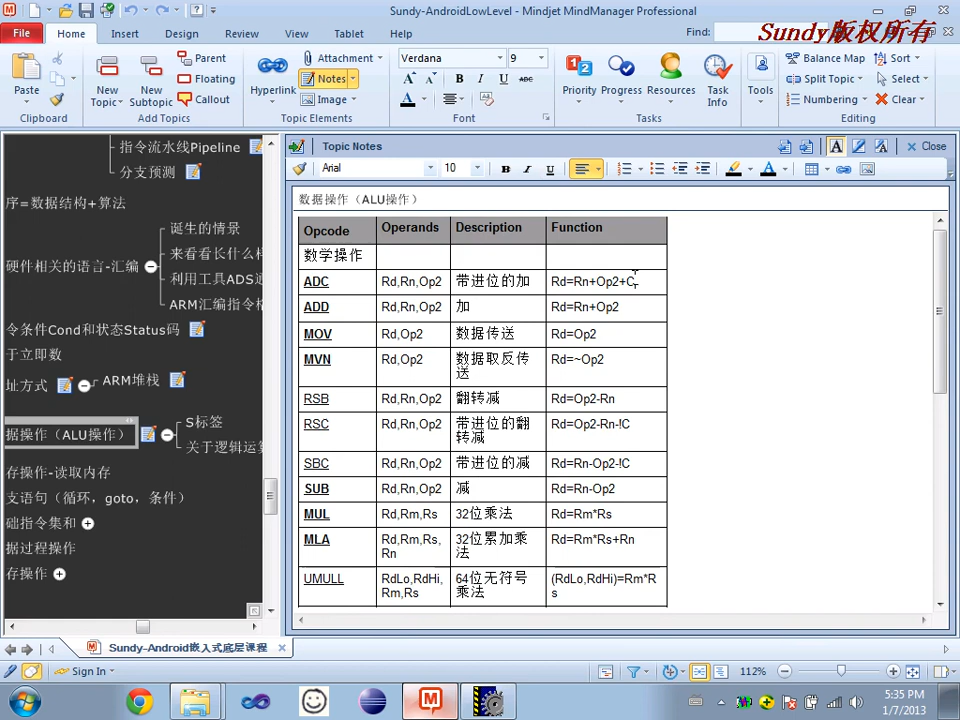 Sundy-AndroidLowLevel - Mindjet MindManager Professional
File
Home
Insert
Design
Review
View
Tablet
Help
Find:
Sundy版权所有
Paste
Clipboard
New Topic
New Subtopic
Parent
Floating
Callout
Add Topics
Hyperlink
Attachment
Notes
Image
Topic Elements
Verdana
9
B
I
U
ABC
A
Font
Priority
Progress
Resources
Task Info
Tasks
Tools
Balance Map
Split Topic
Numbering
Sort
Select
Clear
Editing
指令流水线Pipeline
分支预测
序=数据结构+算法
诞生的情景
来看看长什么样
硬件相关的语言-汇编
利用工具ADS进
ARM汇编指令格
令条件Cond和状态Status码
于立即数
址方式
ARM堆栈
S标签
据操作（ALU操作）
关于逻辑运算
存操作-读取内存
支语句（循环，goto，条件）
础指令集和
据过程操作
存操作
Topic Notes
Close
Arial
10
B
I
U
数据操作（ALU操作）
Opcode Operands Description Function
数学操作
ADC Rd,Rn,Op2 带进位的加 Rd=Rn+Op2+C
ADD Rd,Rn,Op2 加 Rd=Rn+Op2
MOV Rd,Op2 数据传送 Rd=Op2
MVN Rd,Op2 数据取反传送 Rd=~Op2
RSB Rd,Rn,Op2 翻转减 Rd=Op2-Rn
RSC Rd,Rn,Op2 带进位的翻转减 Rd=Op2-Rn-!C
SBC Rd,Rn,Op2 带进位的减 Rd=Rn-Op2-!C
SUB Rd,Rn,Op2 减 Rd=Rn-Op2
MUL Rd,Rm,Rs 32位乘法 Rd=Rm*Rs
MLA Rd,Rm,Rs,Rn 32位累加乘法 Rd=Rm*Rs+Rn
UMULL RdLo,RdHi,Rm,Rs 64位无符号乘法 (RdLo,RdHi)=Rm*Rs
Sundy-Android嵌入式底层课程
Sign In
112%
5:35 PM
1/7/2013